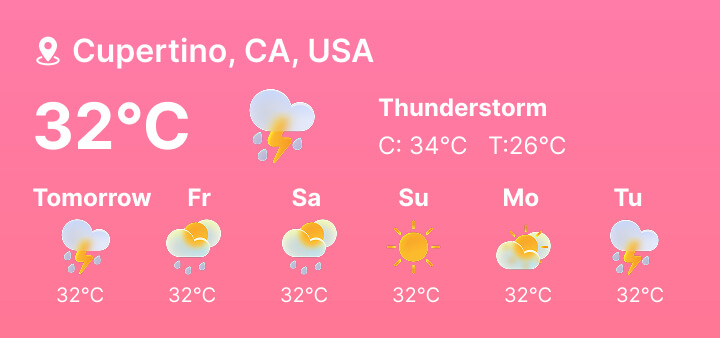 Cupertino, CA, USA
32°C
Thunderstorm
C: 34°C T:26°C
Tomorrow Fr Sa Su Mo Tu
32°C 32°C 32°C 32°C 32°C 32°C